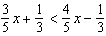 3/5 x + 1/3 < 4/5 x − 1/3